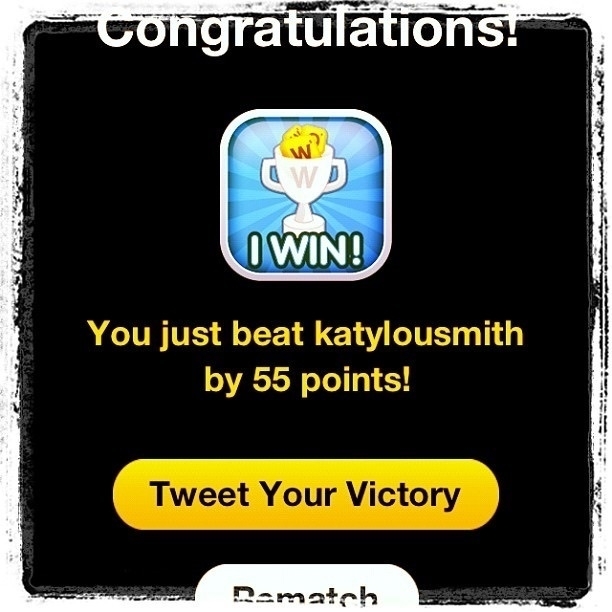 Congratulations!
W
W
I WIN!
You just beat katylousmith
by 55 points!
Tweet Your Victory
Rematch